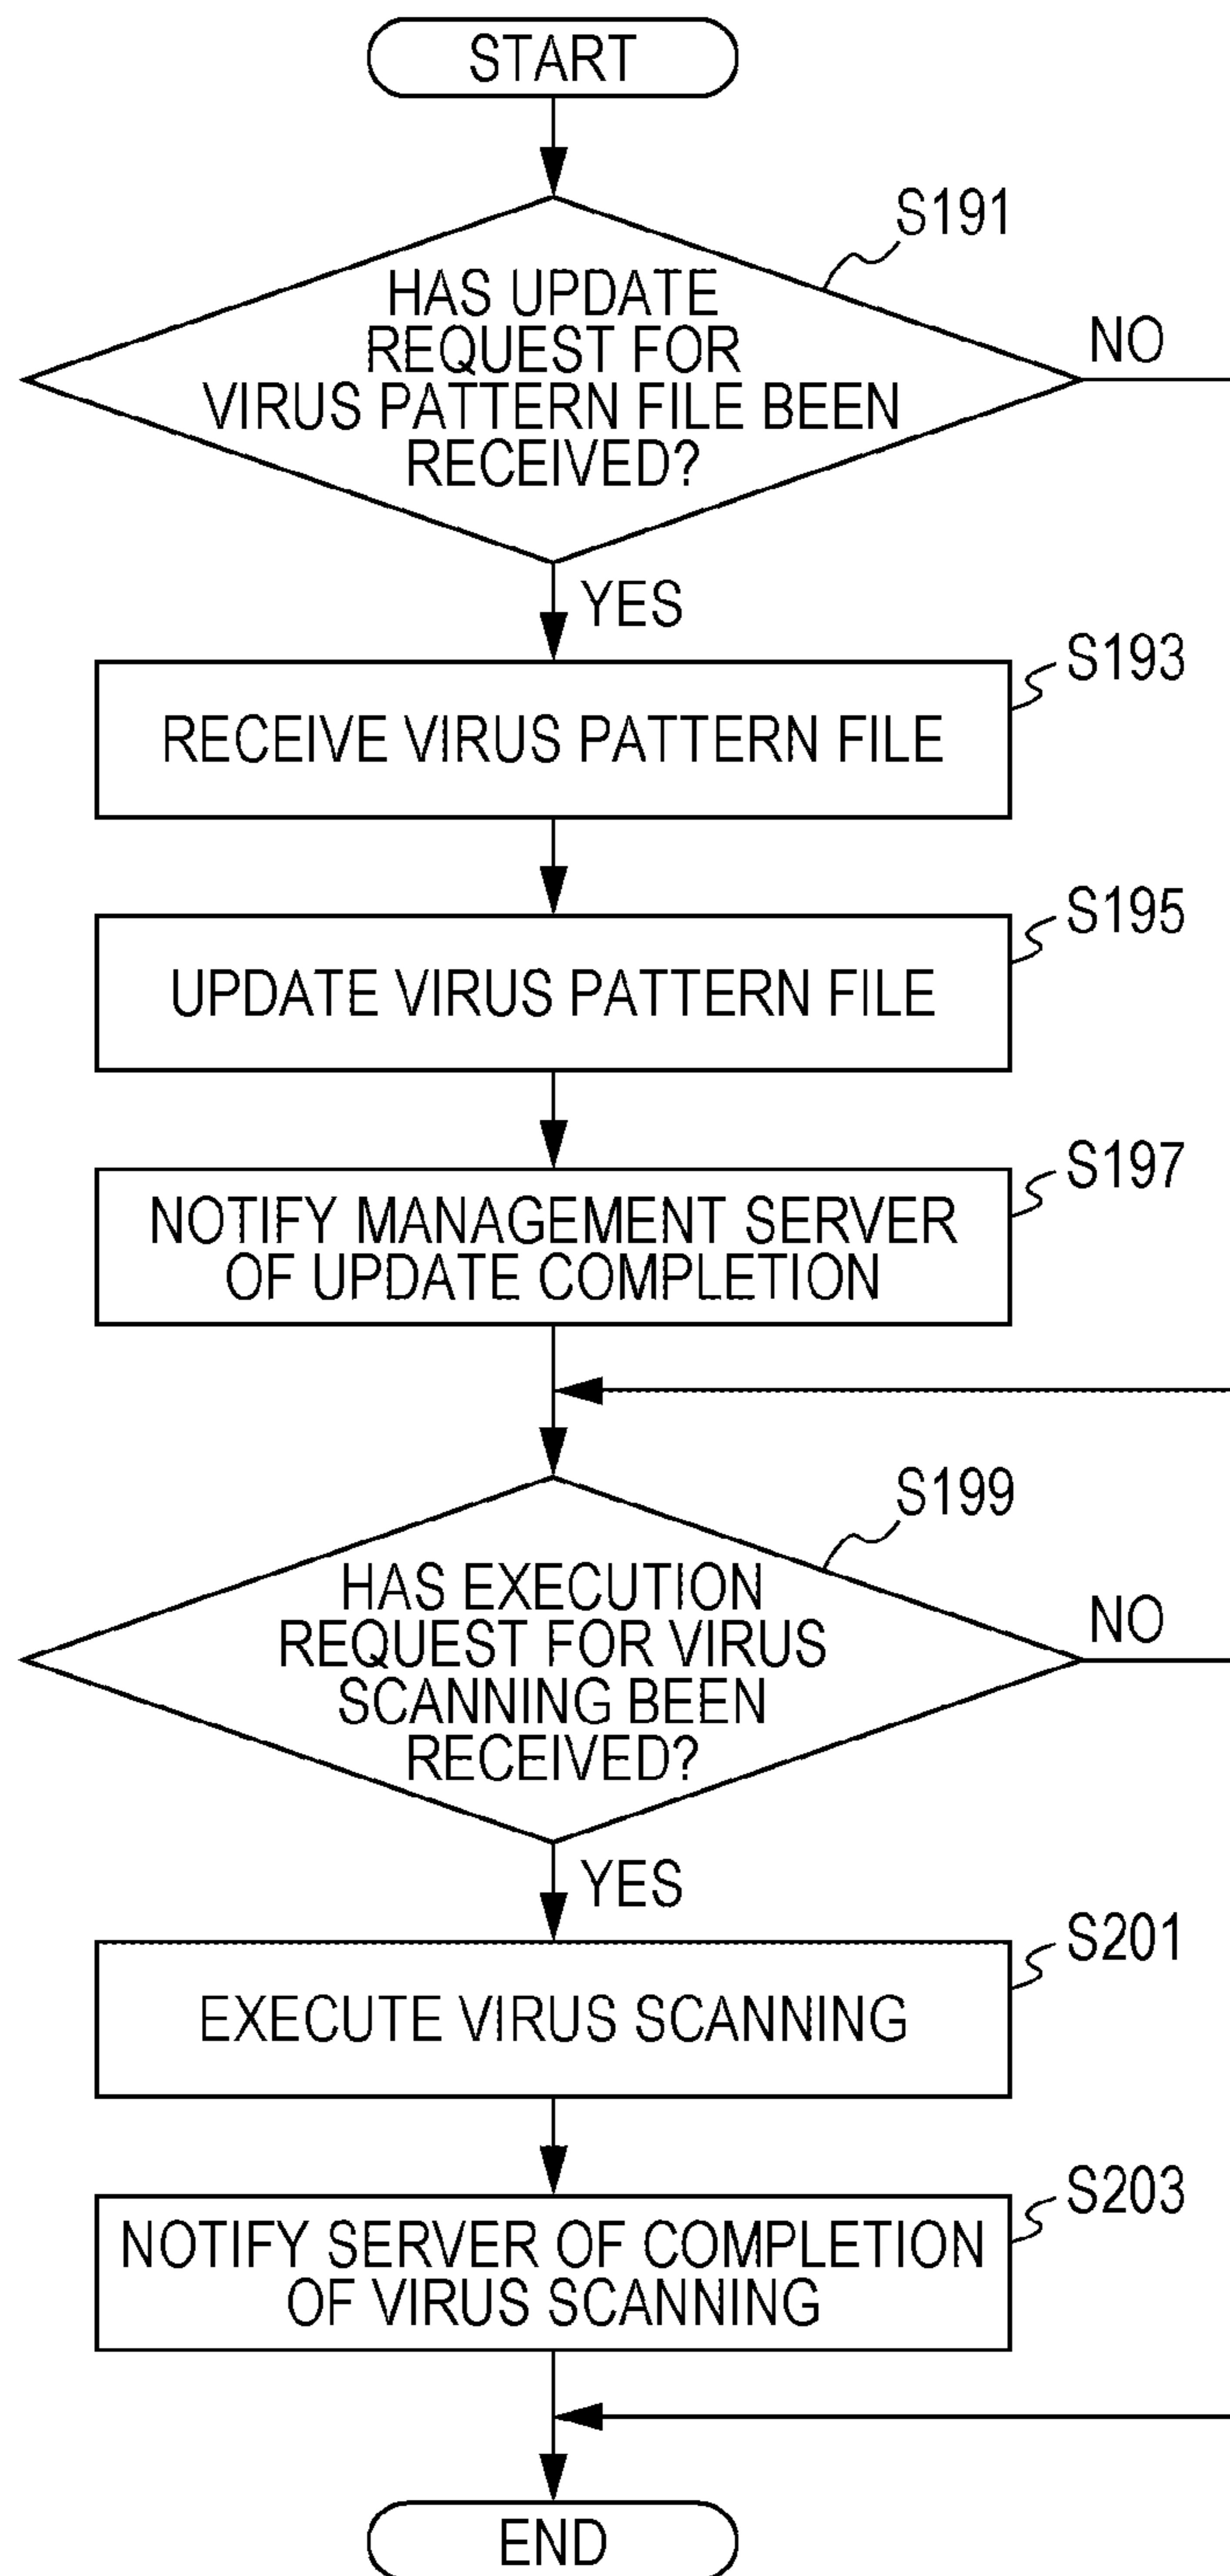 START
S191
HAS UPDATE
REQUEST FOR
VIRUS PATTERN FILE BEEN
RECEIVED?
NO
YES
S193
RECEIVE VIRUS PATTERN FILE
S195
UPDATE VIRUS PATTERN FILE
S197
NOTIFY MANAGEMENT SERVER
OF UPDATE COMPLETION
S199
HAS EXECUTION
REQUEST FOR VIRUS
SCANNING BEEN
RECEIVED?
NO
YES
S201
EXECUTE VIRUS SCANNING
S203
NOTIFY SERVER OF COMPLETION
OF VIRUS SCANNING
END